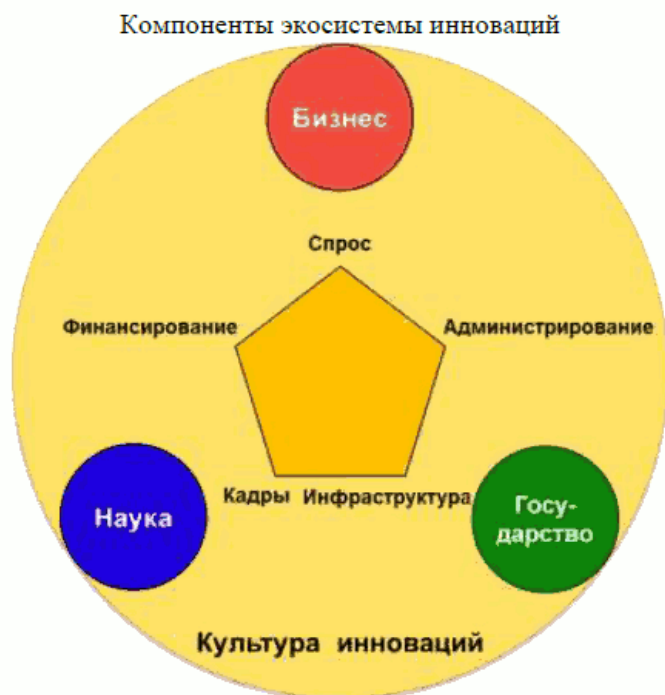 Компоненты экосистемы инноваций
Бизнес
Спрос
Финансирование
Администрирование
Кадры
Инфраструктура
Наука
Госу-
дарство
Культура инноваций